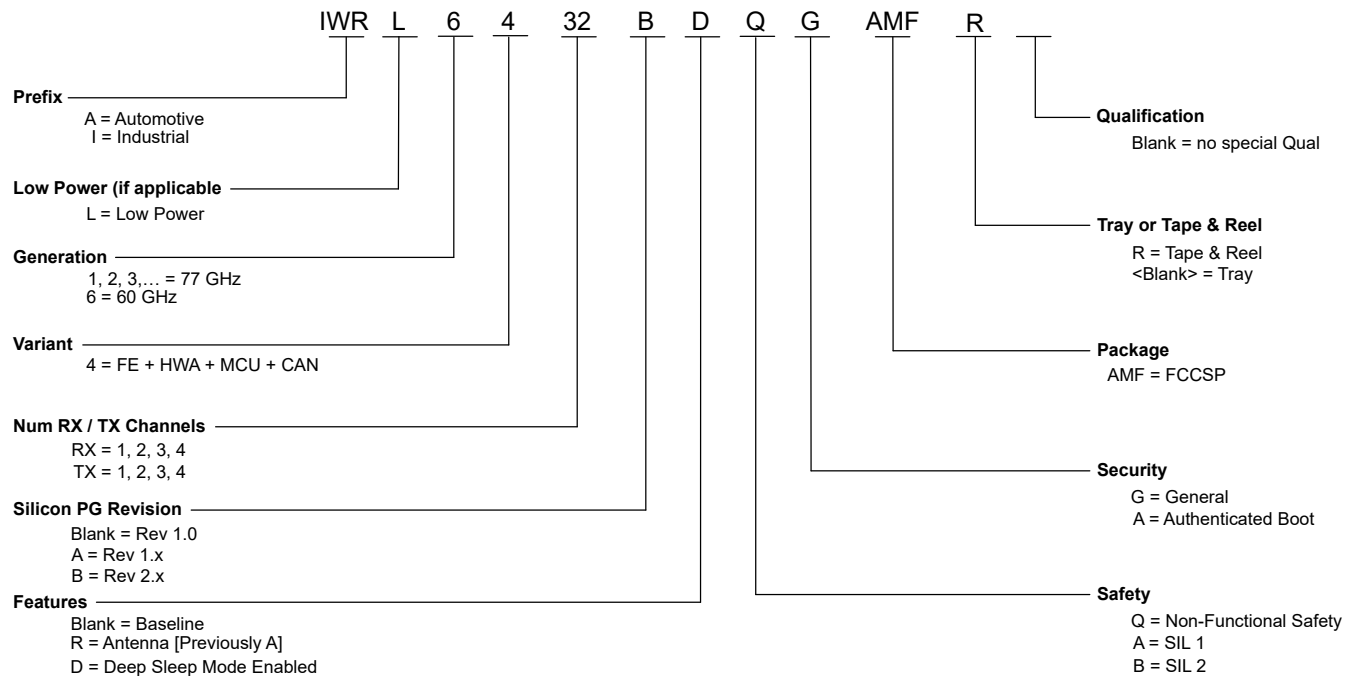 IWR L 6 4 32 B D Q G AMF R
Prefix
A = Automotive
I = Industrial
Low Power (if applicable
L = Low Power
Generation
1, 2, 3,... = 77 GHz
6 = 60 GHz
Variant
4 = FE + HWA + MCU + CAN
Num RX / TX Channels
RX = 1, 2, 3, 4
TX = 1, 2, 3, 4
Silicon PG Revision
Blank = Rev 1.0
A = Rev 1.x
B = Rev 2.x
Features
Blank = Baseline
R = Antenna [Previously A]
D = Deep Sleep Mode Enabled
Qualification
Blank = no special Qual
Tray or Tape & Reel
R = Tape & Reel
<Blank> = Tray
Package
AMF = FCCSP
Security
G = General
A = Authenticated Boot
Safety
Q = Non-Functional Safety
A = SIL 1
B = SIL 2